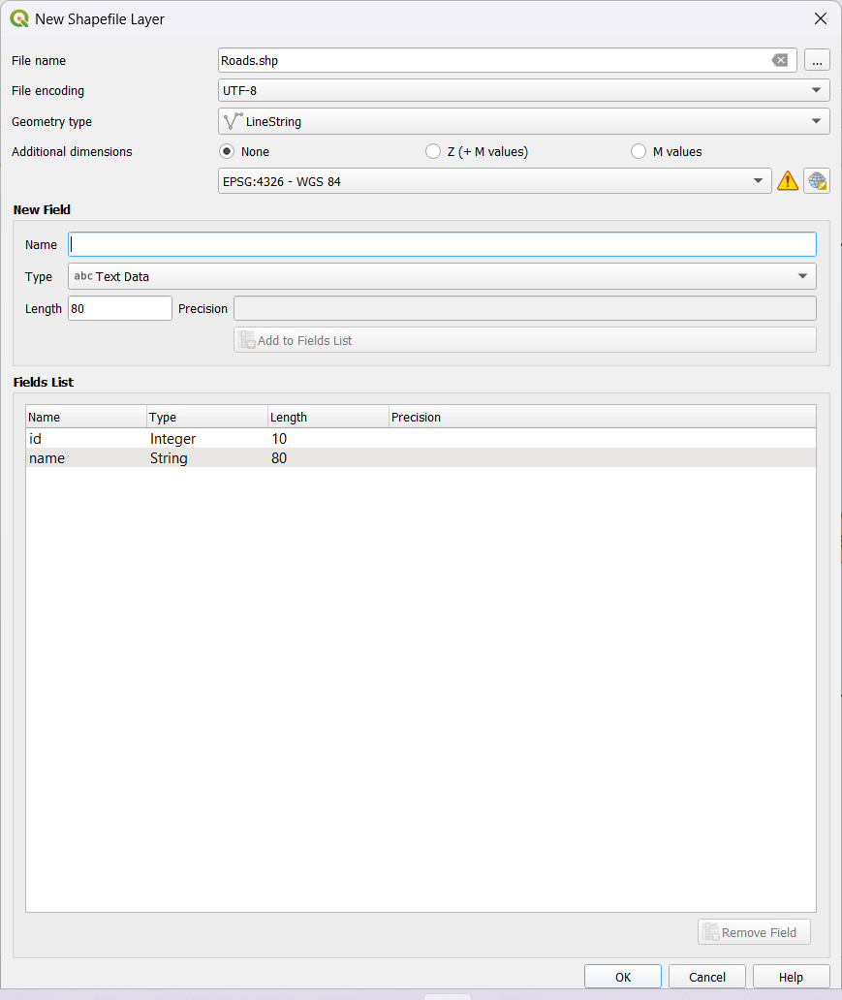 New Shapefile Layer
File name Roads.shp ...
File encoding UTF-8
Geometry type LineString
Additional dimensions None Z (+ M values) M values
EPSG:4326 - WGS 84
New Field
Name
Type abc Text Data
Length 80 Precision
Add to Fields List
Fields List
Name Type Length Precision
id Integer 10
name String 80
Remove Field
OK Cancel Help